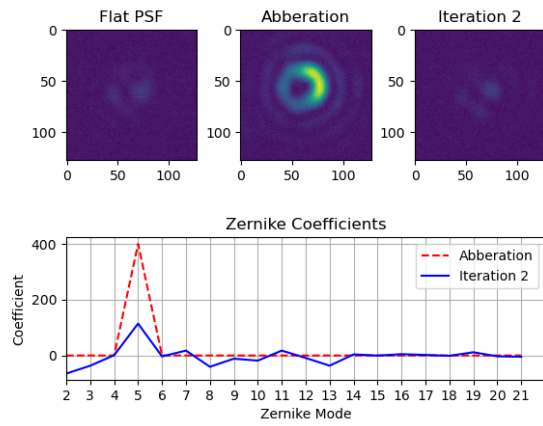 Flat PSF Abberation Iteration 2
0 0 0
50 50 50
100 100 100
0 50 100 0 50 100 0 50 100
Zernike Coefficients
400
200
0
Coefficient
Abberation
Iteration 2
2 3 4 5 6 7 8 9 10 11 12 13 14 15 16 17 18 19 20 21
Zernike Mode